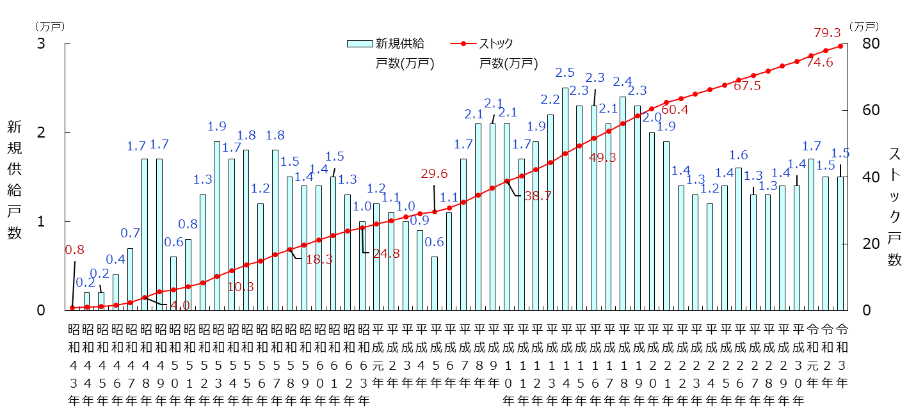 (万戸)
(万戸)
新規供給
戸数(万戸)
ストック
戸数(万戸)
新規供給戸数
3
2
1
0
ストック戸数
80
60
40
20
0
0.2
0.2
0.4
0.7
1.7
1.7
0.6
0.8
1.3
1.9
1.7
1.8
1.2
1.8
1.5
1.4
1.4
1.5
1.3
1.0
1.2
1.1
1.0
0.9
0.6
1.1
1.7
2.1
2.1
2.1
1.7
1.9
2.2
2.5
2.3
2.3
2.1
2.4
2.3
2.0
1.9
1.4
1.3
1.2
1.4
1.6
1.3
1.3
1.4
1.4
1.7
1.5
1.5
0.8
4.0
10.3
18.3
24.8
29.6
38.7
49.3
60.4
67.5
74.6
79.3
昭和43年
昭和44年
昭和45年
昭和46年
昭和47年
昭和48年
昭和49年
昭和50年
昭和51年
昭和52年
昭和53年
昭和54年
昭和55年
昭和56年
昭和57年
昭和58年
昭和59年
昭和60年
昭和61年
昭和62年
昭和63年
平成元年
平成2年
平成3年
平成4年
平成5年
平成6年
平成7年
平成8年
平成9年
平成10年
平成11年
平成12年
平成13年
平成14年
平成15年
平成16年
平成17年
平成18年
平成19年
平成20年
平成21年
平成22年
平成23年
平成24年
平成25年
平成26年
平成27年
平成28年
平成29年
平成30年
令和元年
令和2年
令和3年